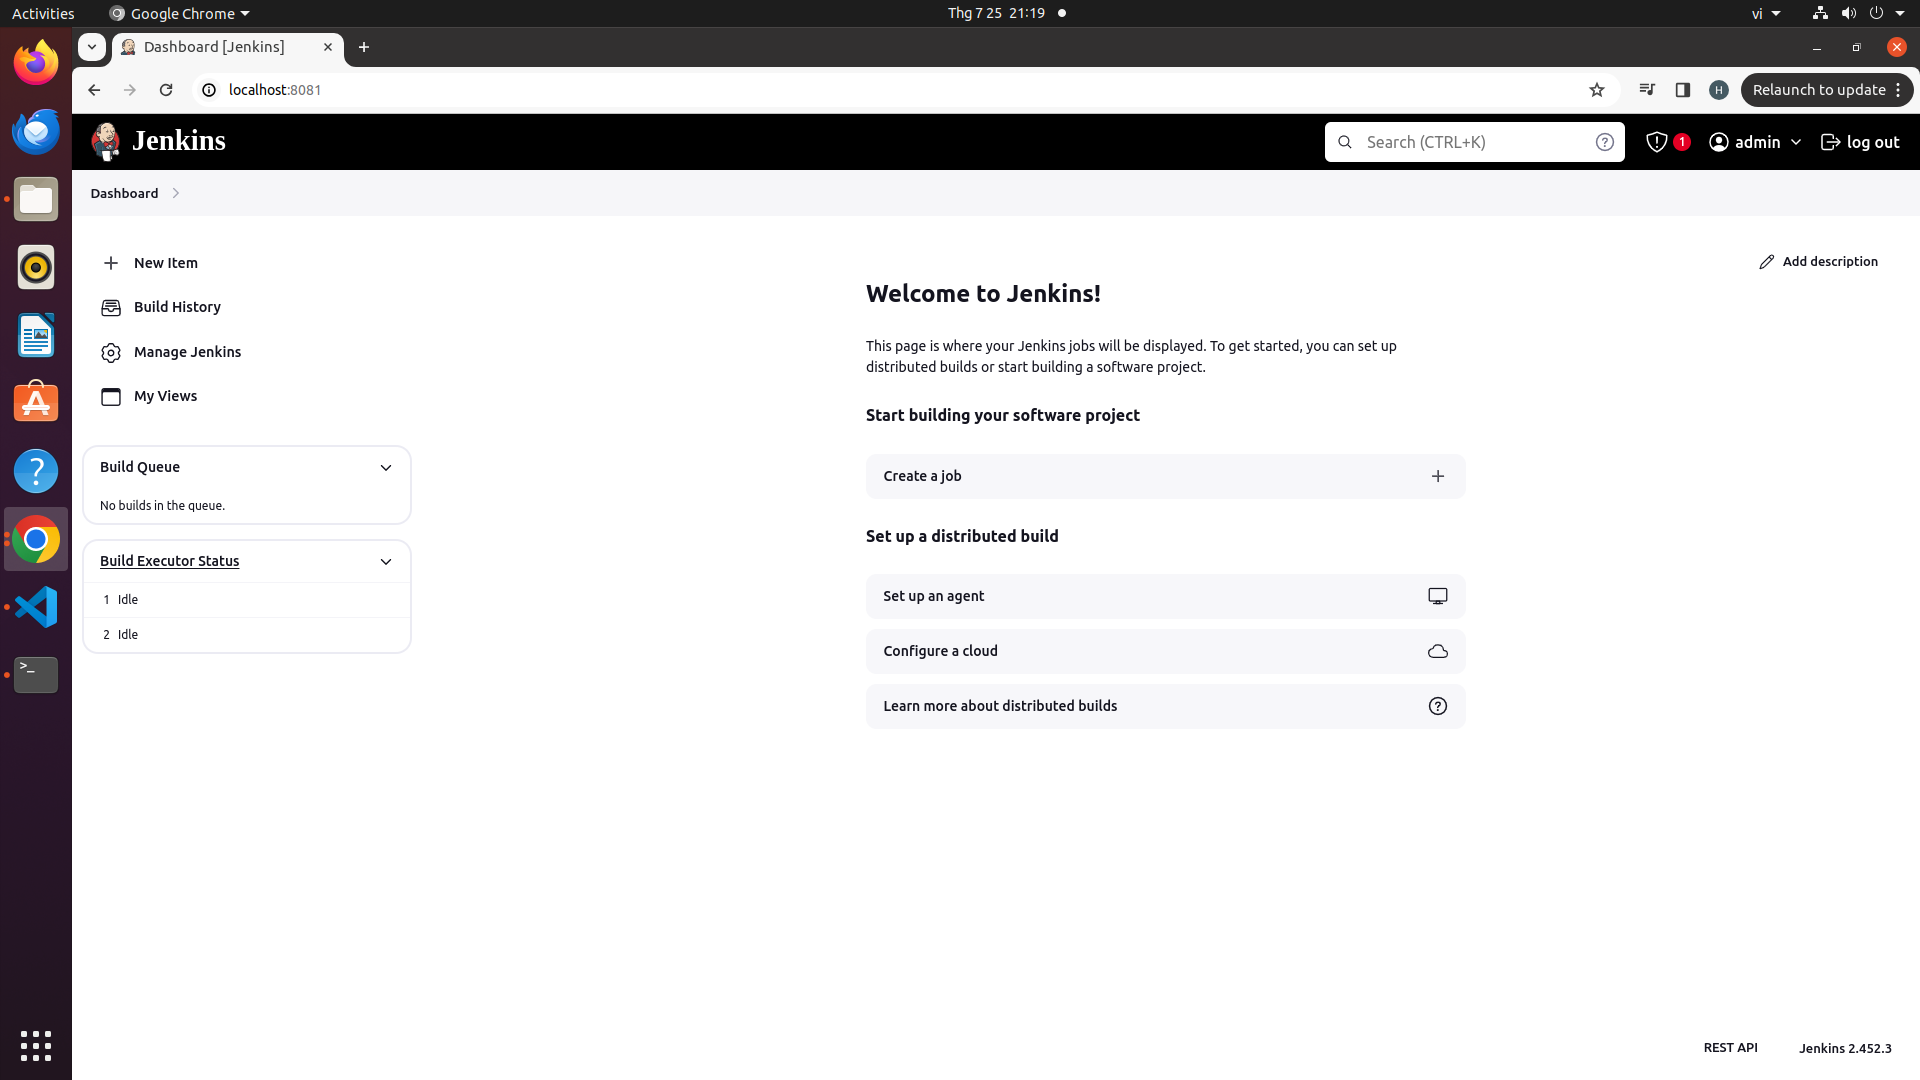 Activities
Google Chrome
Thg 7 25 21:19
vi
Dashboard [Jenkins]
localhost:8081
H
Relaunch to update
Jenkins
Search (CTRL+K)
1
admin
log out
Dashboard
New Item
Build History
Manage Jenkins
My Views
Build Queue
No builds in the queue.
Build Executor Status
1 Idle
2 Idle
Add description
Welcome to Jenkins!
This page is where your Jenkins jobs will be displayed. To get started, you can set up
distributed builds or start building a software project.
Start building your software project
Create a job
Set up a distributed build
Set up an agent
Configure a cloud
Learn more about distributed builds
REST API
Jenkins 2.452.3